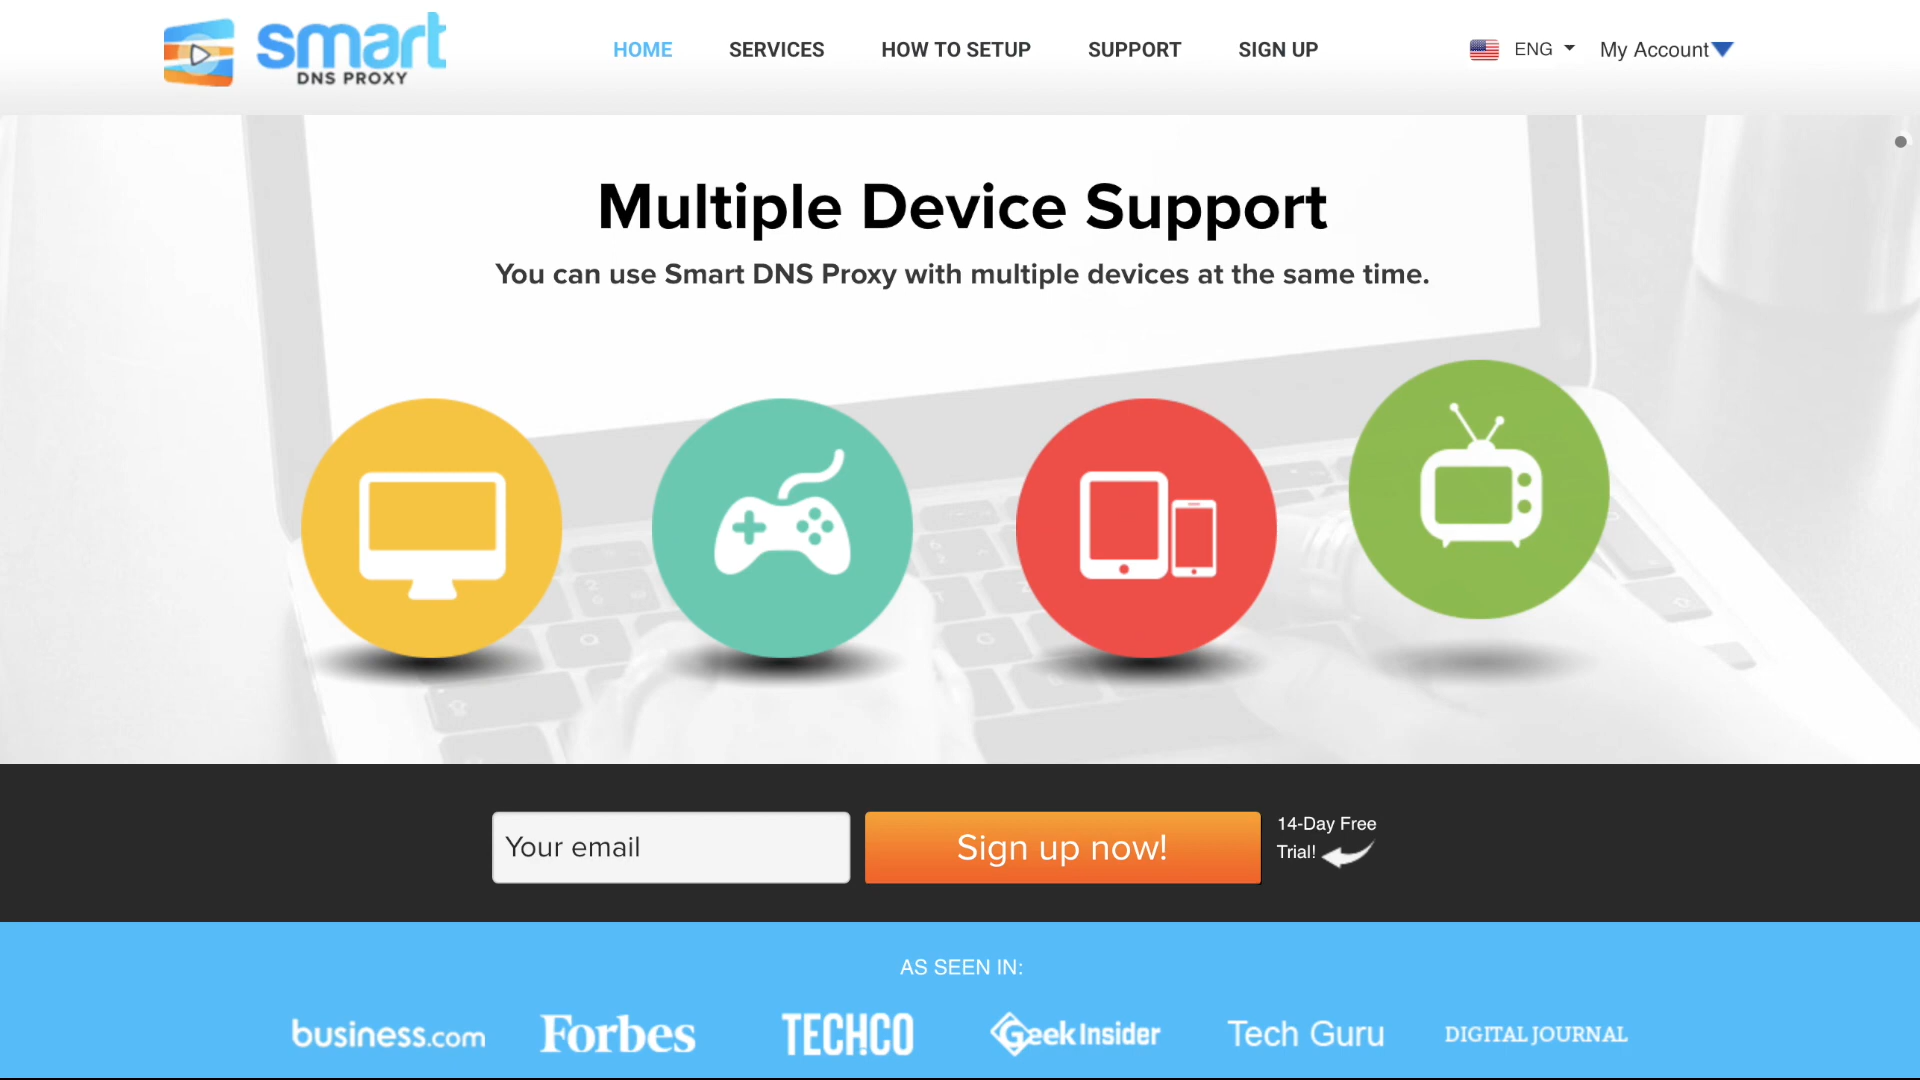 smart
DNS PROXY
HOME
SERVICES
HOW TO SETUP
SUPPORT
SIGN UP
ENG
My Account
Multiple Device Support
You can use Smart DNS Proxy with multiple devices at the same time.
Your email
Sign up now!
14-Day Free
Trial!
AS SEEN IN:
business.com
Forbes
TECH.CO
Geek Insider
Tech Guru
DIGITAL JOURNAL